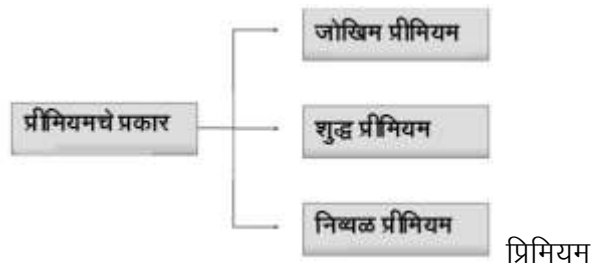 जोखिम प्रीमियम
प्रीमियमचे प्रकार
शुद्ध प्रीमियम
निव्वळ प्रीमियम
प्रिमियम